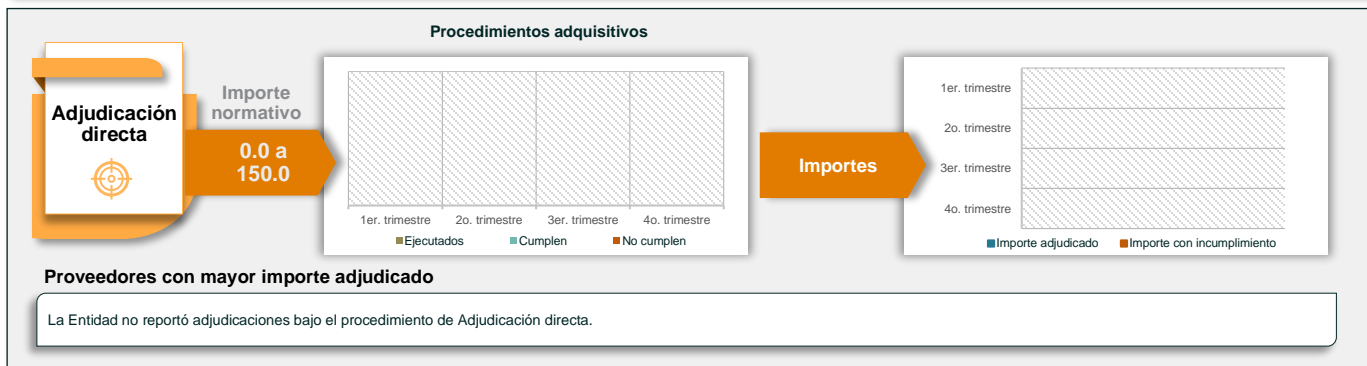 Procedimientos adquisitivos
Adjudicación
directa
Importe
normativo
0.0 a
150.0
1er. trimestre
2o. trimestre
3er. trimestre
4o. trimestre
Ejecutados
Cumplen
No cumplen
Importes
1er. trimestre
2o. trimestre
3er. trimestre
4o. trimestre
Importe adjudicado
Importe con incumplimiento
Proveedores con mayor importe adjudicado
La Entidad no reportó adjudicaciones bajo el procedimiento de Adjudicación directa.